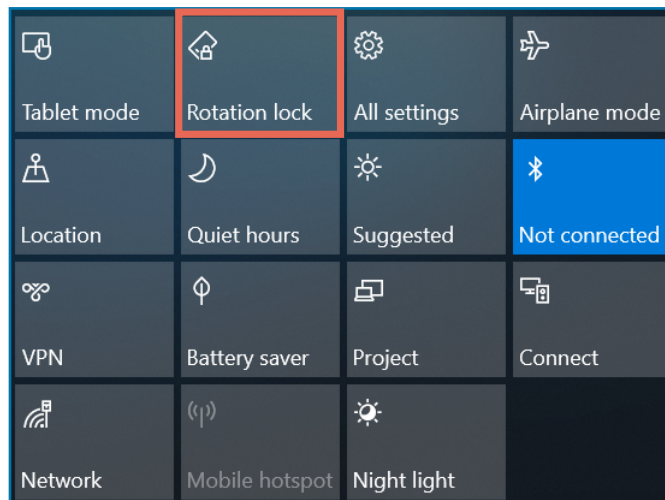 Tablet mode
Rotation lock
All settings
Airplane mode
Location
Quiet hours
Suggested
Not connected
VPN
Battery saver
Project
Connect
Network
Mobile hotspot
Night light